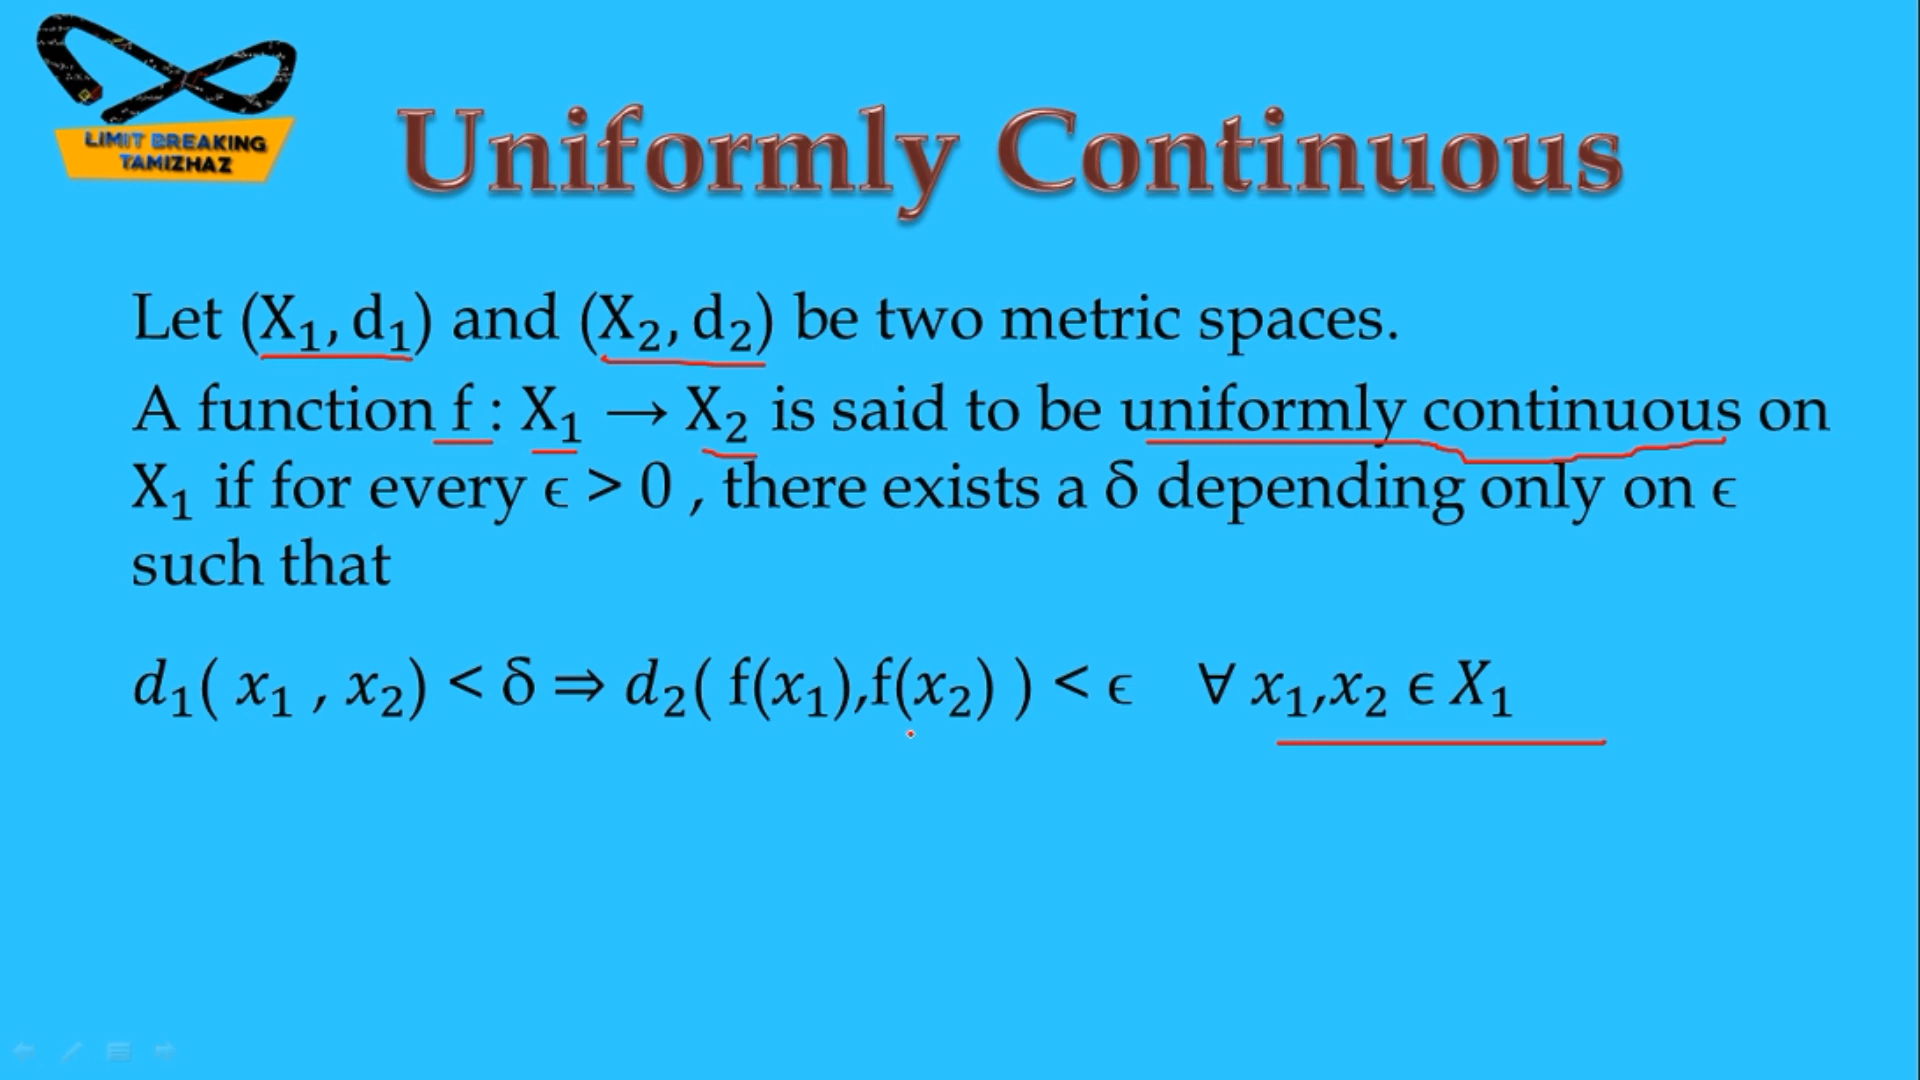 LIMIT BREAKING
TAMIZHAZ
Uniformly Continuous
Let (X₁, d₁) and (X₂, d₂) be two metric spaces.
A function f : X₁ → X₂ is said to be uniformly continuous on
X₁ if for every ϵ > 0 , there exists a δ depending only on ϵ
such that
d₁( x₁ , x₂) < δ ⇒ d₂( f(x₁),f(x₂) ) < ϵ ∀ x₁,x₂ ϵ X₁